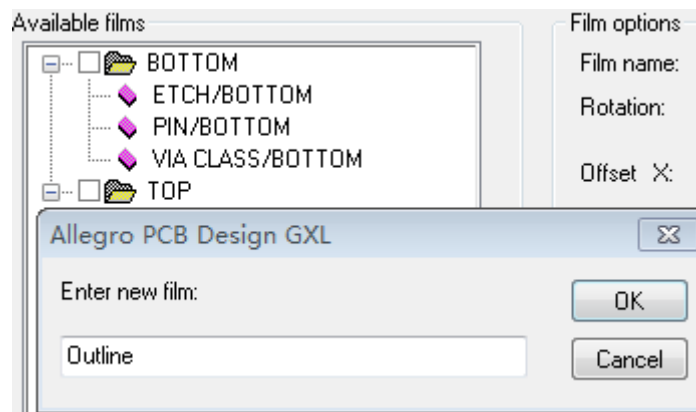 Available films
Film options
BOTTOM
Film name:
ETCH/BOTTOM
Rotation:
PIN/BOTTOM
VIA CLASS/BOTTOM
Offset X:
TOP
Allegro PCB Design GXL
Enter new film:
OK
Outline
Cancel